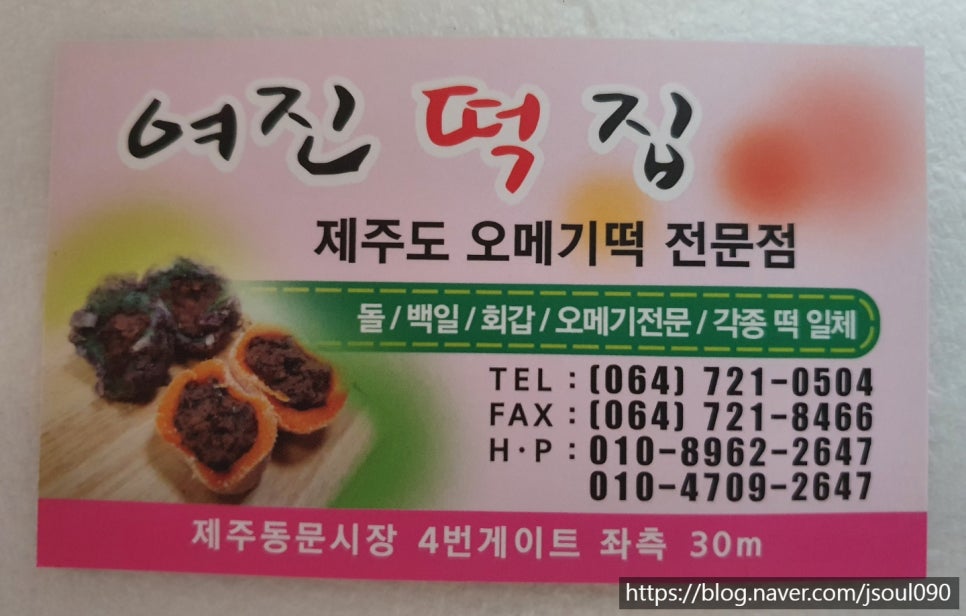 여진 떡 집
제주도 오메기떡 전문점
돌/백일/회갑/오메기전문/각종 떡 일체
TEL : (064) 721-0504
FAX : (064) 721-8466
H·P : 010-8962-2647
010-4709-2647
제주동문시장 4번게이트 좌측 30m
https://blog.naver.com/jsoul090